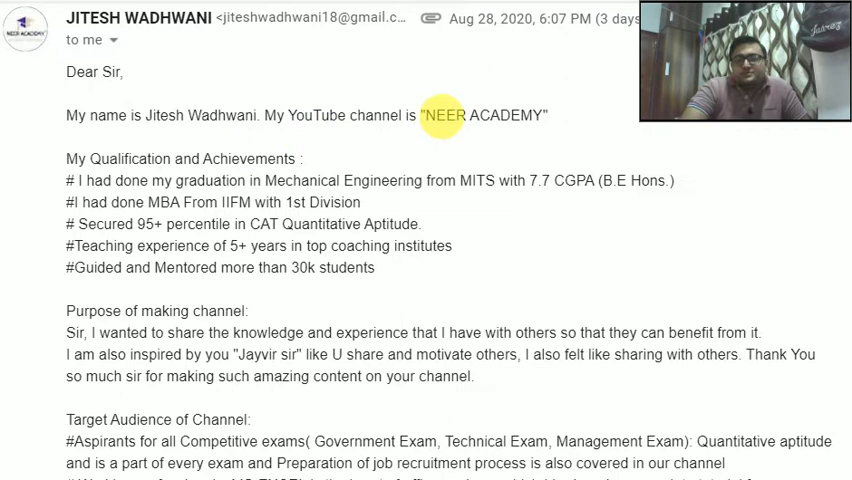 JITESH WADHWANI <jiteshwadhwani18@gmail.c... Aug 28, 2020, 6:07 PM (3 days
to me
NEER ACADEMY
Dear Sir,
My name is Jitesh Wadhwani. My YouTube channel is "NEER ACADEMY"
My Qualification and Achievements :
# I had done my graduation in Mechanical Engineering from MITS with 7.7 CGPA (B.E Hons.)
#I had done MBA From IIFM with 1st Division
# Secured 95+ percentile in CAT Quantitative Aptitude.
#Teaching experience of 5+ years in top coaching institutes
#Guided and Mentored more than 30k students
Purpose of making channel:
Sir, I wanted to share the knowledge and experience that I have with others so that they can benefit from it.
I am also inspired by you "Jayvir sir" like U share and motivate others, I also felt like sharing with others. Thank You
so much sir for making such amazing content on your channel.
Target Audience of Channel:
#Aspirants for all Competitive exams( Government Exam, Technical Exam, Management Exam): Quantitative aptitude
and is a part of every exam and Preparation of job recruitment process is also covered in our channel